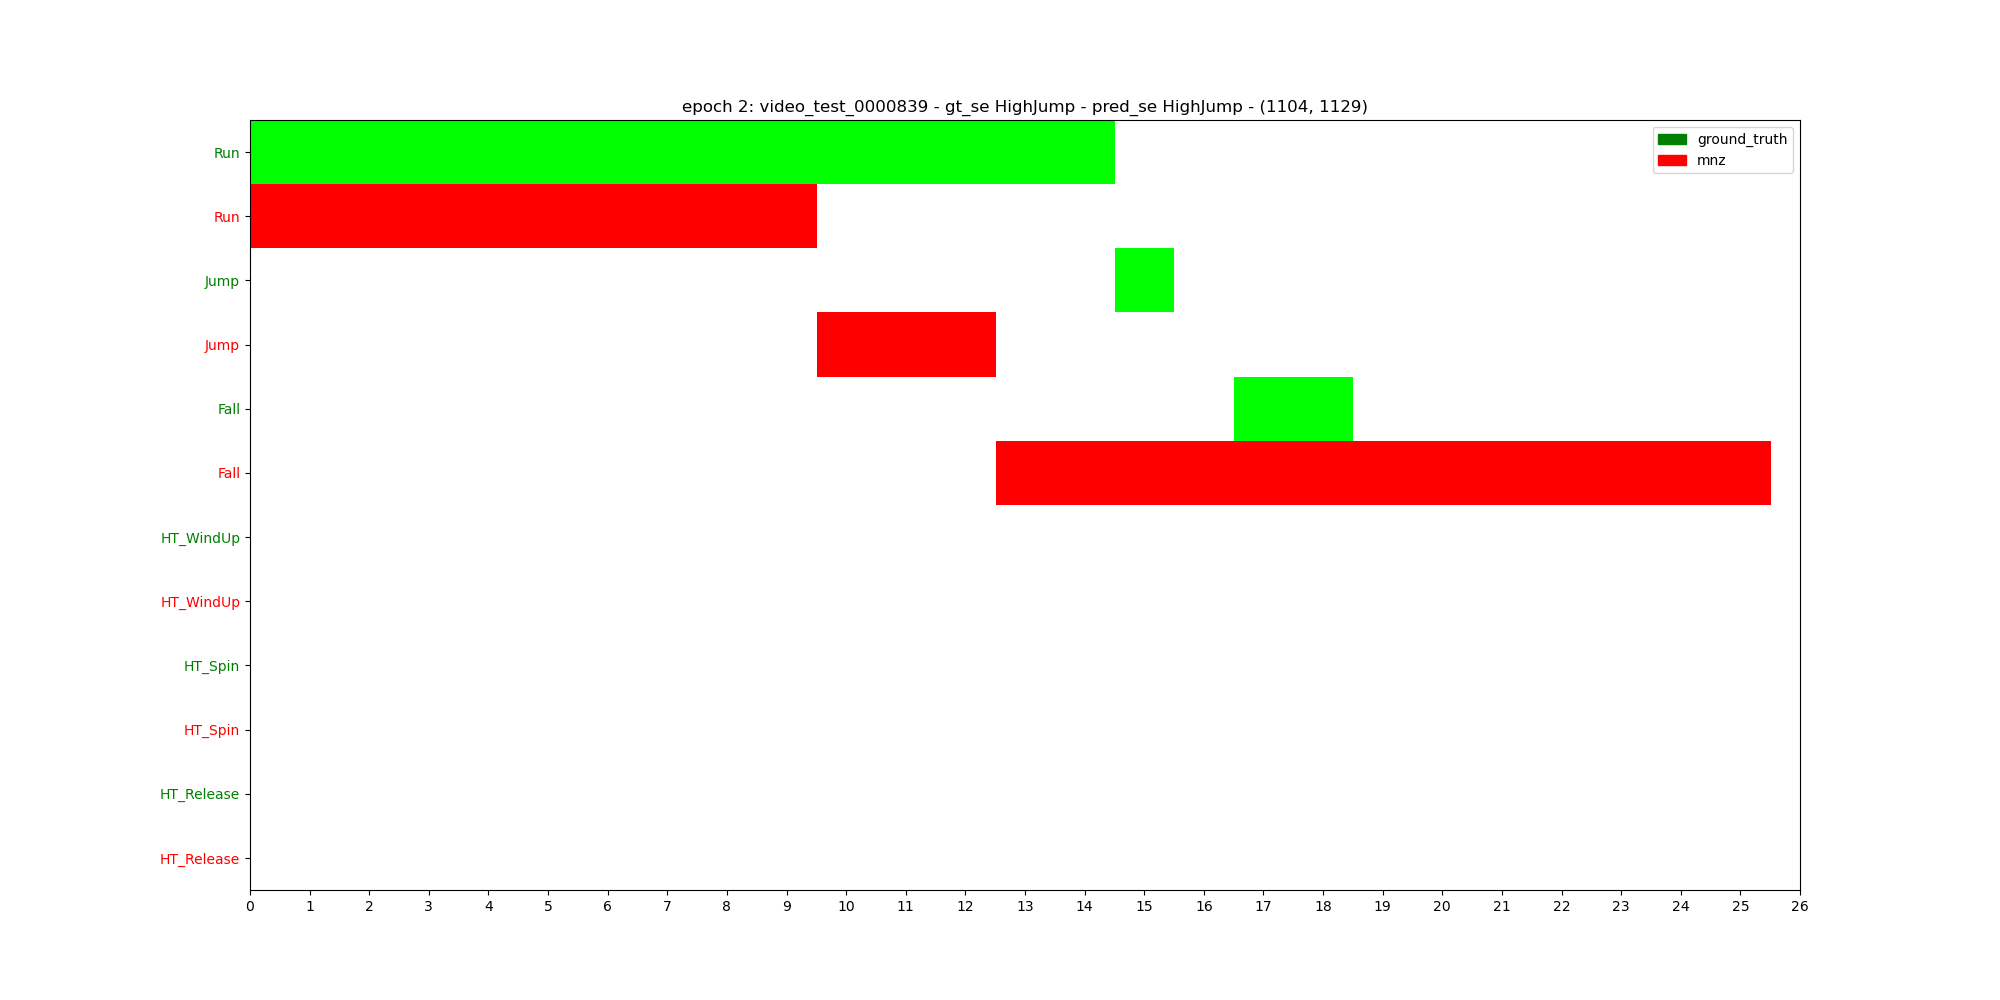 epoch 2: video_test_0000839 - gt_se HighJump - pred_se HighJump - (1104, 1129)
ground_truth
mnz
Run
Run
Jump
Jump
Fall
Fall
HT_WindUp
HT_WindUp
HT_Spin
HT_Spin
HT_Release
HT_Release
0 1 2 3 4 5 6 7 8 9 10 11 12 13 14 15 16 17 18 19 20 21 22 23 24 25 26